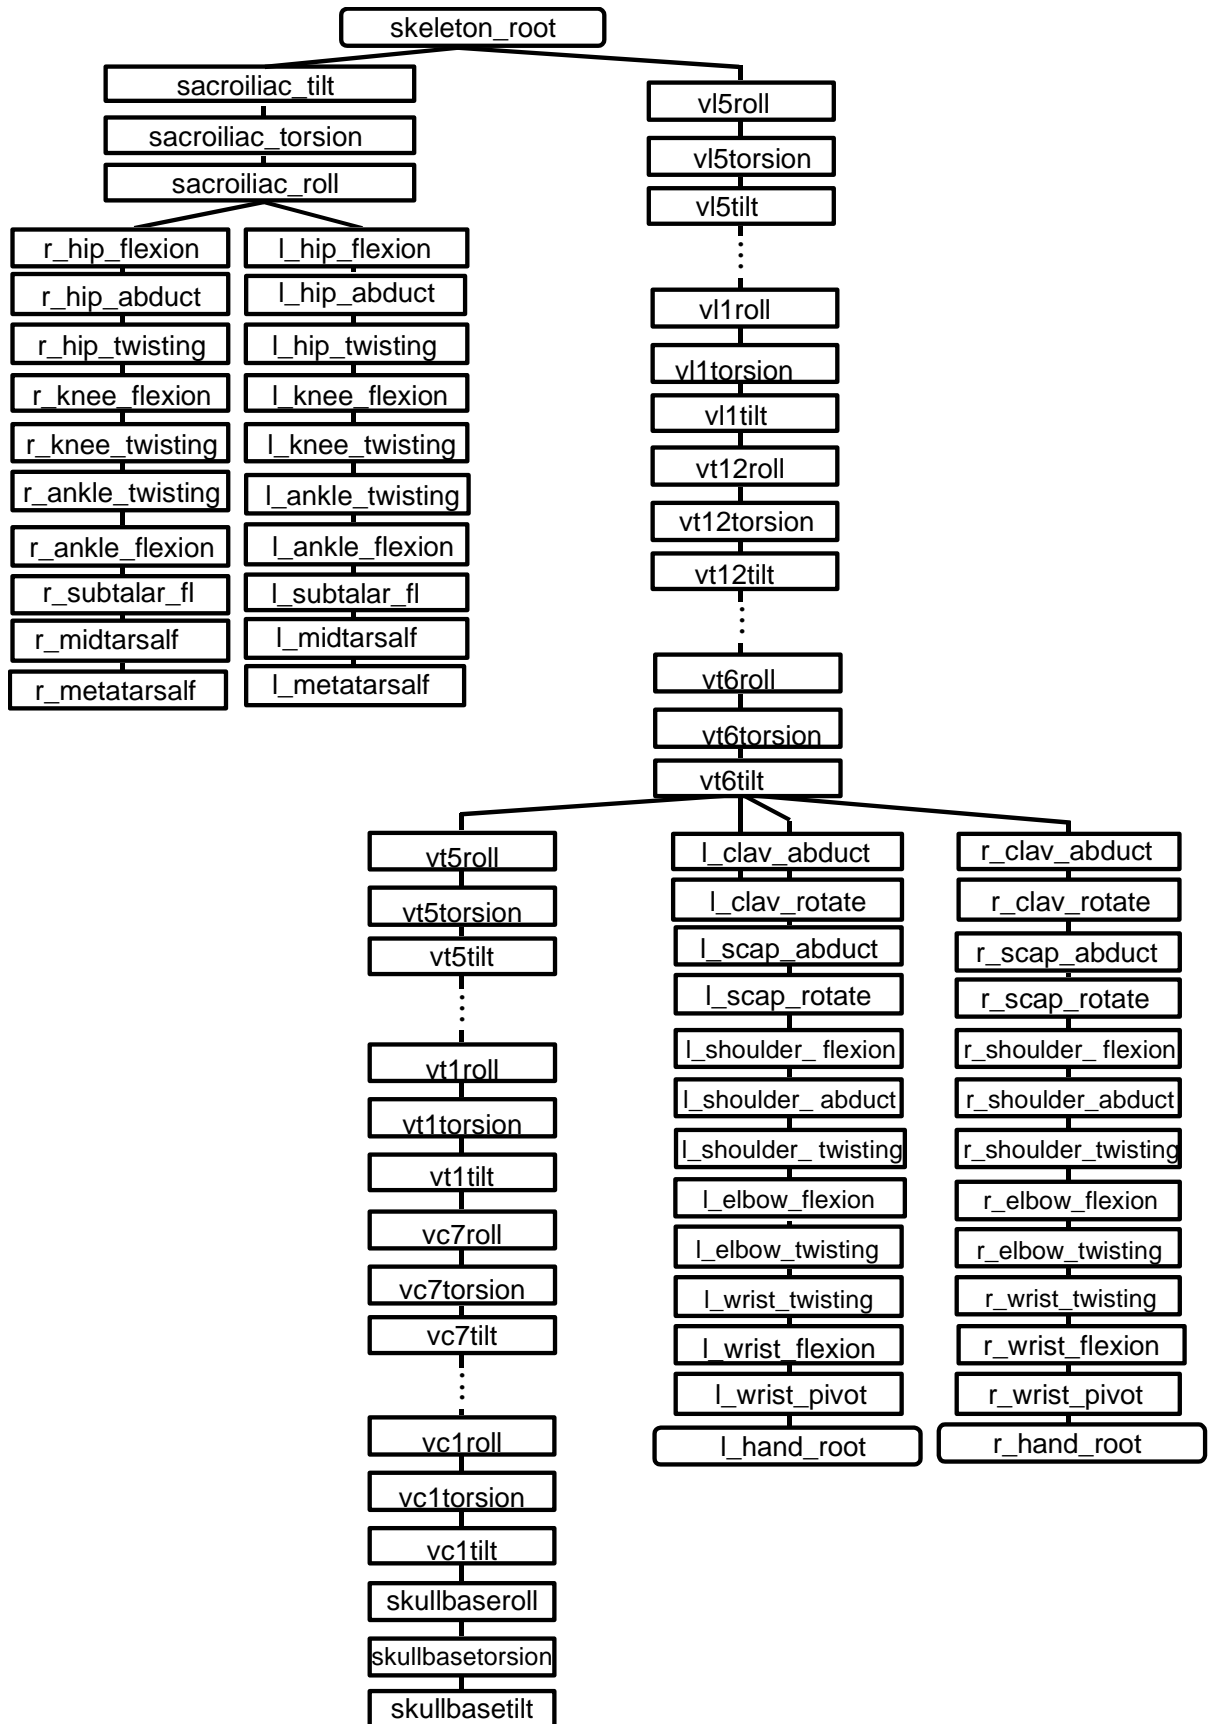 skeleton_root
sacroiliac_tilt
sacroiliac_torsion
sacroiliac_roll
r_hip_flexion
r_hip_abduct
r_hip_twisting
r_knee_flexion
r_knee_twisting
r_ankle_twisting
r_ankle_flexion
r_subtalar_fl
r_midtarsalf
r_metatarsalf
l_hip_flexion
l_hip_abduct
l_hip_twisting
l_knee_flexion
l_knee_twisting
l_ankle_twisting
l_ankle_flexion
l_subtalar_fl
l_midtarsalf
l_metatarsalf
vl5roll
vl5torsion
vl5tilt
vl1roll
vl1torsion
vl1tilt
vt12roll
vt12torsion
vt12tilt
vt6roll
vt6torsion
vt6tilt
vt5roll
vt5torsion
vt5tilt
vt1roll
vt1torsion
vt1tilt
vc7roll
vc7torsion
vc7tilt
vc1roll
vc1torsion
vc1tilt
skullbaseroll
skullbasetorsion
skullbasetilt
l_clav_abduct
l_clav_rotate
l_scap_abduct
l_scap_rotate
l_shoulder_ flexion
l_shoulder_ abduct
l_shoulder_ twisting
l_elbow_flexion
l_elbow_twisting
l_wrist_twisting
l_wrist_flexion
l_wrist_pivot
l_hand_root
r_clav_abduct
r_clav_rotate
r_scap_abduct
r_scap_rotate
r_shoulder_ flexion
r_shoulder_abduct
r_shoulder_twisting
r_elbow_flexion
r_elbow_twisting
r_wrist_twisting
r_wrist_flexion
r_wrist_pivot
r_hand_root